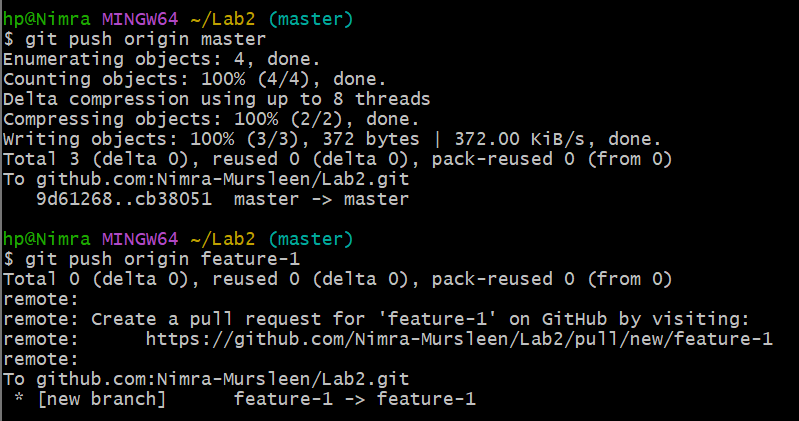 hp@Nimra MINGW64 ~/Lab2 (master)
$ git push origin master
Enumerating objects: 4, done.
Counting objects: 100% (4/4), done.
Delta compression using up to 8 threads
Compressing objects: 100% (2/2), done.
Writing objects: 100% (3/3), 372 bytes | 372.00 KiB/s, done.
Total 3 (delta 0), reused 0 (delta 0), pack-reused 0 (from 0)
To github.com:Nimra-Mursleen/Lab2.git
   9d61268..cb38051  master -> master

hp@Nimra MINGW64 ~/Lab2 (master)
$ git push origin feature-1
Total 0 (delta 0), reused 0 (delta 0), pack-reused 0 (from 0)
remote:
remote: Create a pull request for 'feature-1' on GitHub by visiting:
remote:      https://github.com/Nimra-Mursleen/Lab2/pull/new/feature-1
remote:
To github.com:Nimra-Mursleen/Lab2.git
 * [new branch]      feature-1 -> feature-1